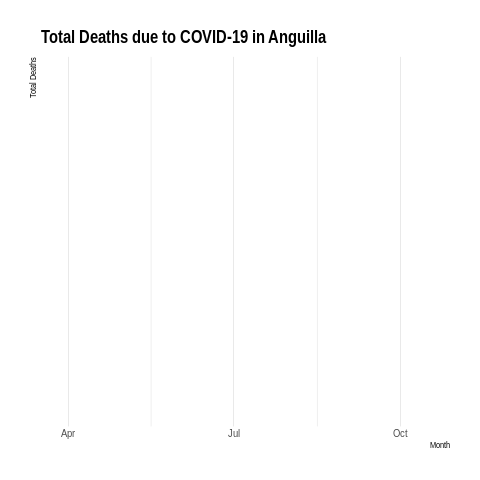 Total Deaths due to COVID-19 in Anguilla
Total Deaths
Apr
Jul
Oct
Month